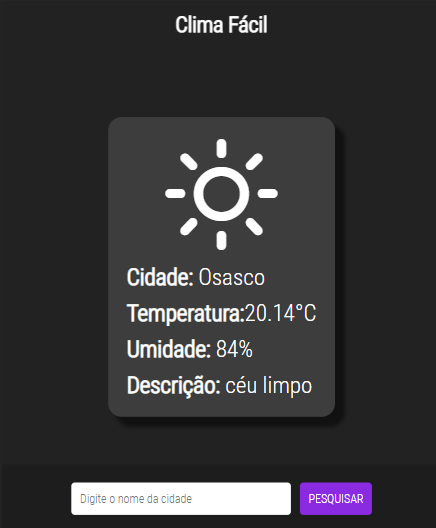 Clima Fácil
Cidade: Osasco
Temperatura:20.14°C
Umidade: 84%
Descrição: céu limpo
Digite o nome da cidade
PESQUISAR